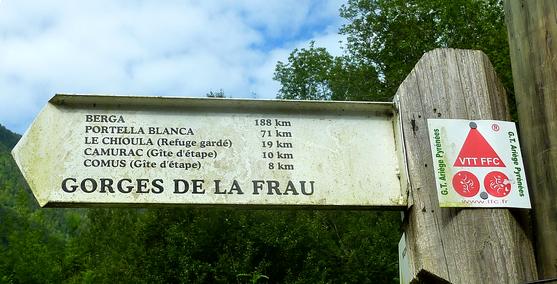 BERGA 188 km
PORTELLA BLANCA 71 km
LE CHIOULA (Refuge gardé) 19 km
CAMURAC (Gîte d'étape) 10 km
COMUS (Gîte d'étape) 8 km
GORGES DE LA FRAU
G.T. Ariège Pyrénées
®
VTT FFC
www.ffc.fr
G.T. Ariège Pyrénées